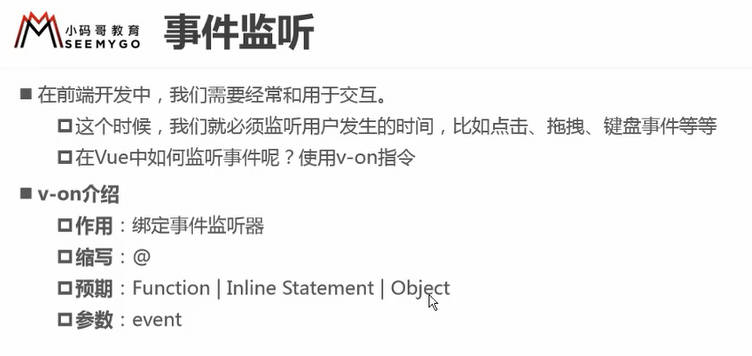 小码哥教育
SEEMYGO
事件监听
在前端开发中，我们需要经常和用于交互。
这个时候，我们就必须监听用户发生的时间，比如点击、拖拽、键盘事件等等
在Vue中如何监听事件呢？使用v-on指令
v-on介绍
作用：绑定事件监听器
缩写：@
预期：Function | Inline Statement | Object
参数：event